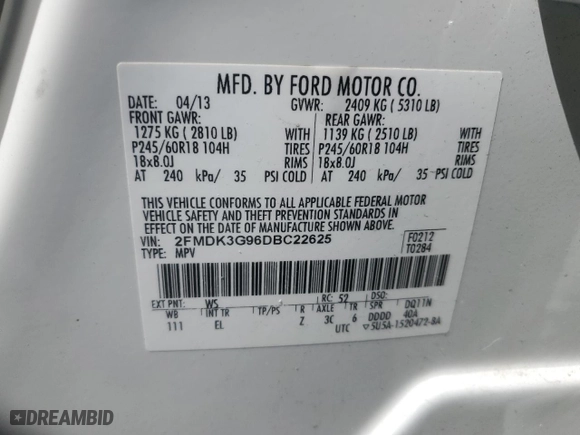 MFD. BY FORD MOTOR CO.
DATE: 04/13 GVWR: 2409 KG ( 5310 LB)
FRONT GAWR: REAR GAWR:
1275 KG ( 2810 LB) WITH 1139 KG ( 2510 LB) WITH
P245/60R18 104H TIRES P245/60R18 104H TIRES
18x8.0J RIMS 18x8.0J RIMS
AT 240 kPa/ 35 PSI COLD AT 240 kPa/ 35 PSI COLD
THIS VEHICLE CONFORMS TO ALL APPLICABLE FEDERAL MOTOR
VEHICLE SAFETY AND THEFT PREVENTION STANDARDS IN
EFFECT ON THE DATE OF MANUFACTURE SHOWN ABOVE.
VIN: 2FMDK3G96DBC22625 F0212
TYPE: MPV T0284
EXT PNT: WS RC: 52 DSO:
WB INT TR TP/PS R AXLE TR SPR DQ11N
111 EL Z 3C 6 DDDD 40A
UTC 5U5A-1520472-BA
DREAMBID